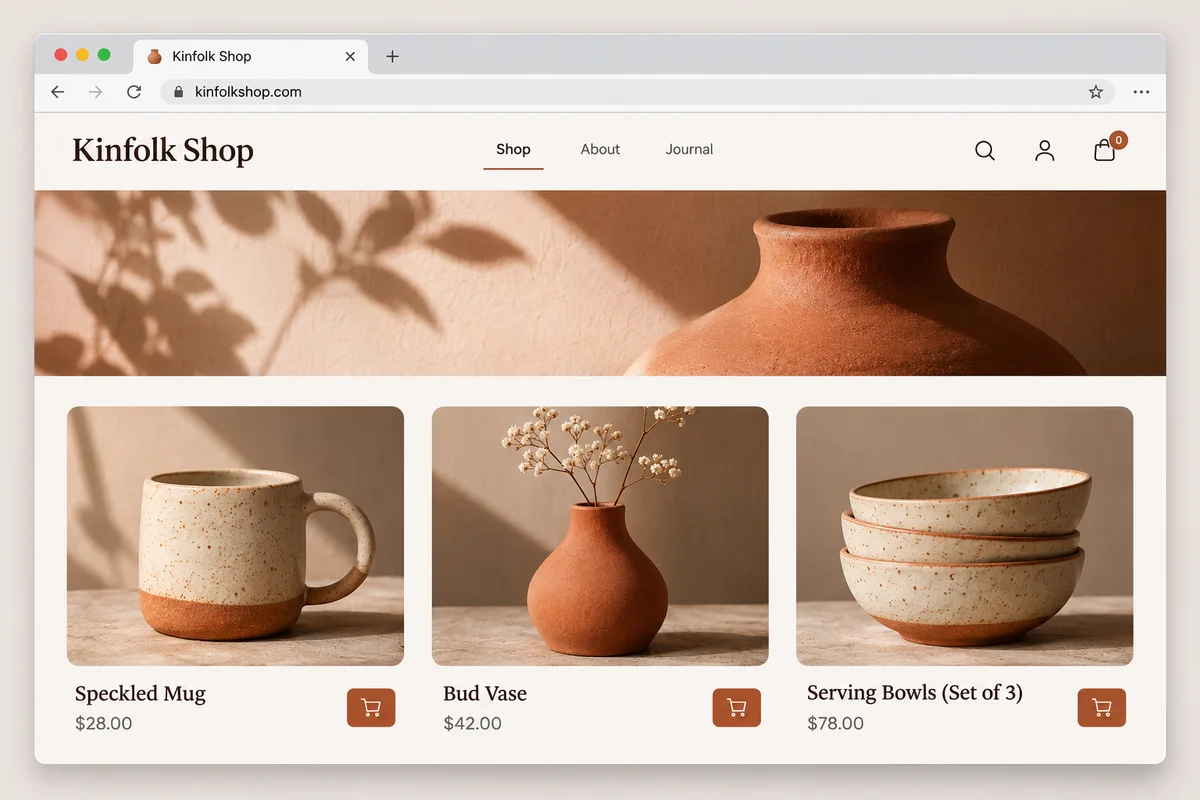 Kinfolk Shop
kinfolkshop.com
Kinfolk Shop
Shop
About
Journal
0
Speckled Mug
$28.00
Bud Vase
$42.00
Serving Bowls (Set of 3)
$78.00